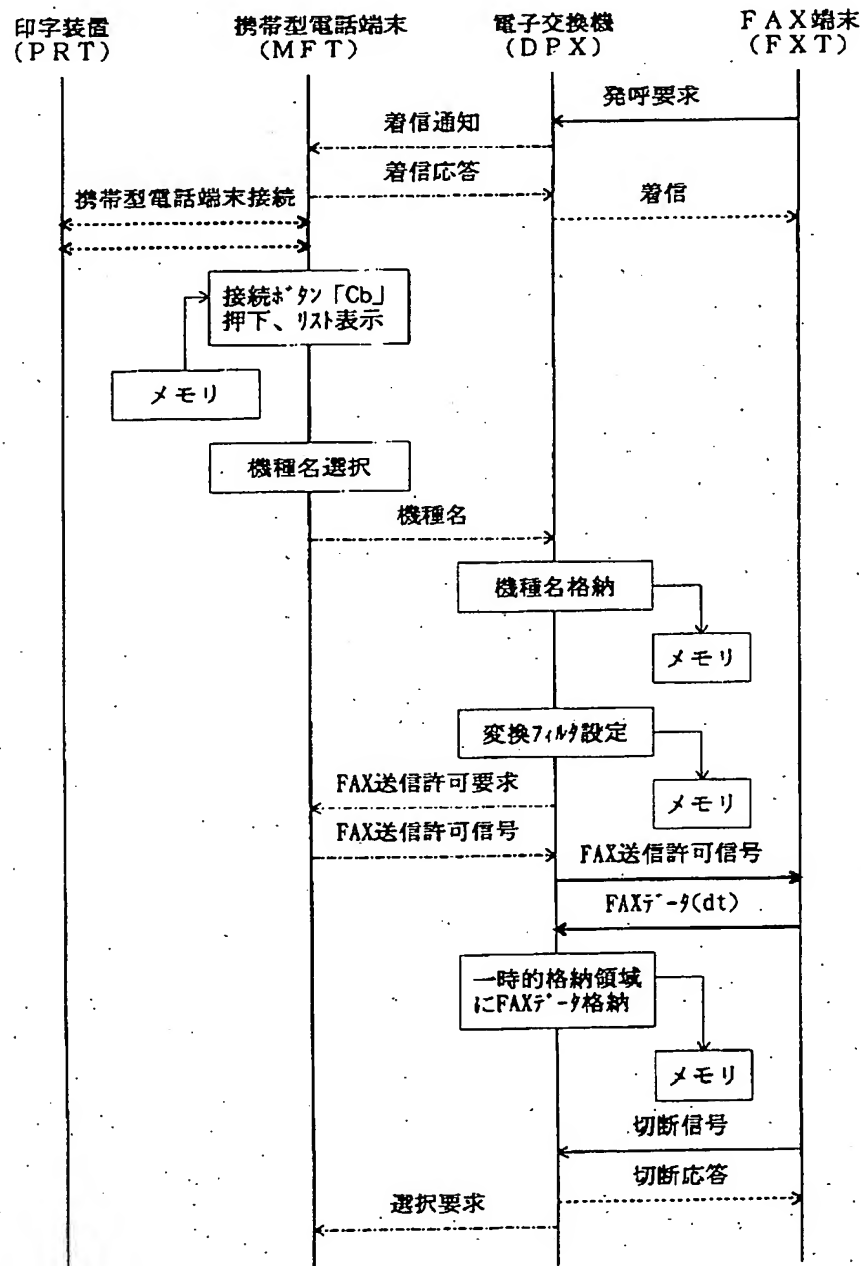 印字装置
(PRT)
携帯型電話端末
(MFT)
電子交換機
(DPX)
FAX端末
(FXT)
発呼要求
着信通知
着信応答
着信
携帯型電話端末接続
接続ボタン「Cb」
押下、リスト表示
メモリ
機種名選択
機種名
機種名格納
メモリ
変換フィルタ設定
メモリ
FAX送信許可要求
FAX送信許可信号
FAX送信許可信号
FAXデータ(dt)
一時的格納領域
にFAXデータ格納
メモリ
切断信号
切断応答
選択要求